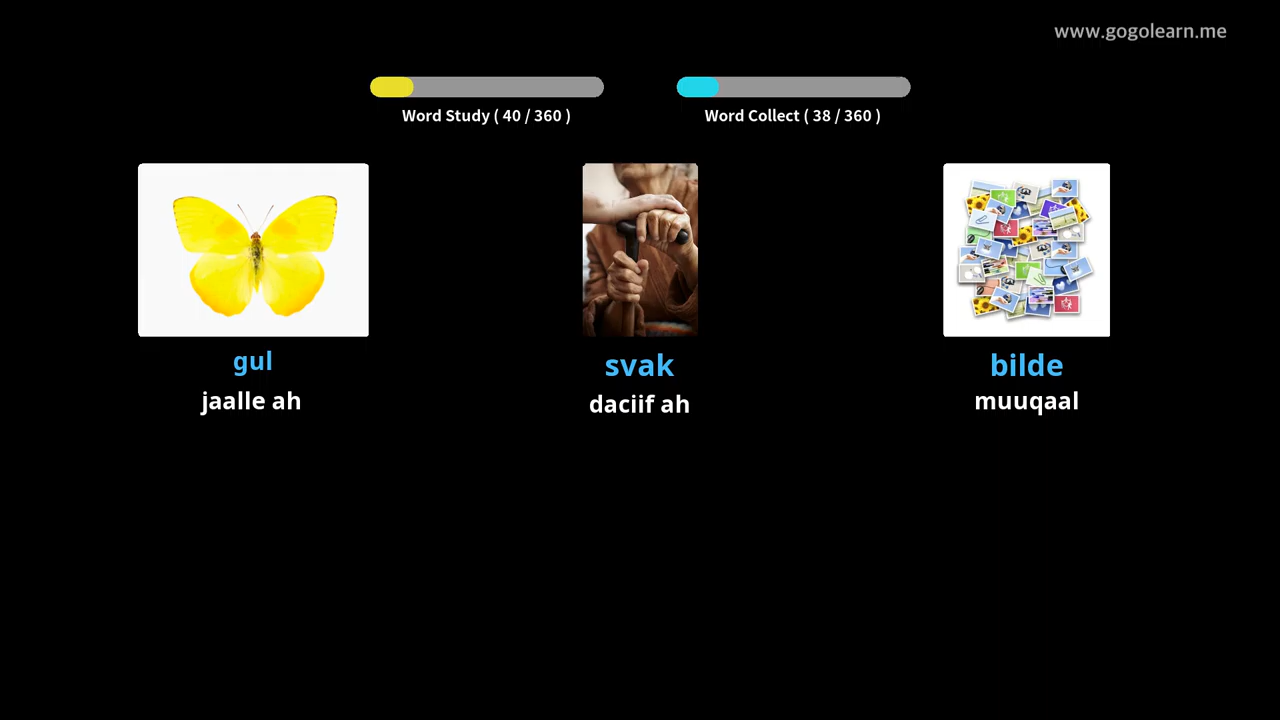 www.gogolearn.me
Word Study ( 40 / 360 )
Word Collect ( 38 / 360 )
gul
jaalle ah
svak
daciif ah
bilde
muuqaal